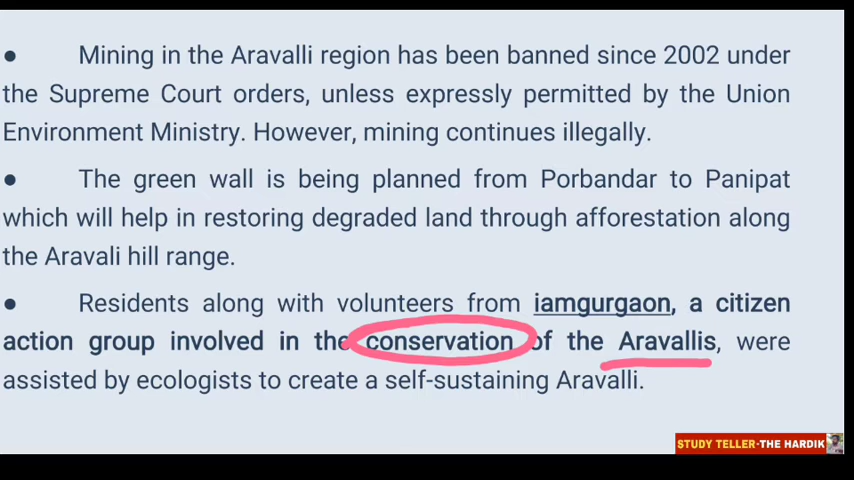 ● Mining in the Aravalli region has been banned since 2002 under
the Supreme Court orders, unless expressly permitted by the Union
Environment Ministry. However, mining continues illegally.
● The green wall is being planned from Porbandar to Panipat
which will help in restoring degraded land through afforestation along
the Aravali hill range.
● Residents along with volunteers from iamgurgaon, a citizen
action group involved in the conservation of the Aravallis, were
assisted by ecologists to create a self-sustaining Aravalli.
STUDY TELLER-THE HARDIK